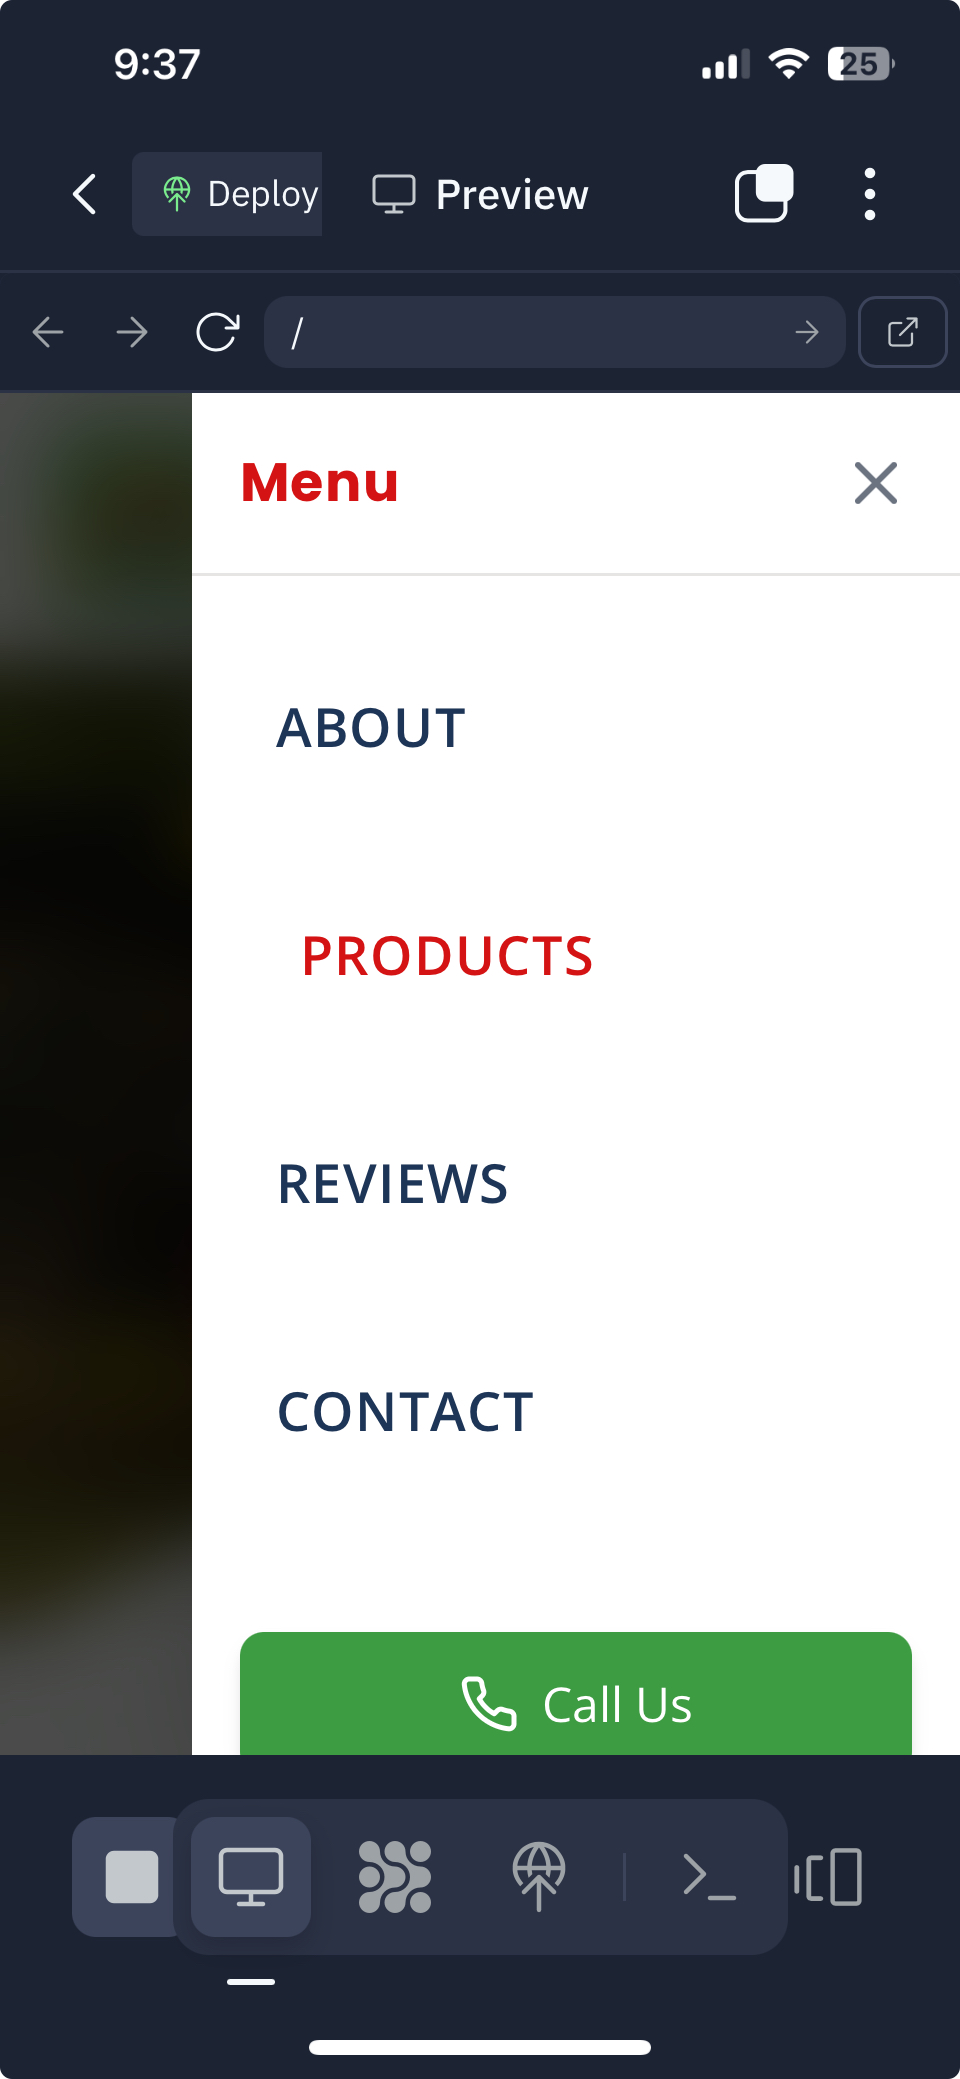 9:37
25
Deploy
Preview
/
Menu
ABOUT
PRODUCTS
REVIEWS
CONTACT
Call Us